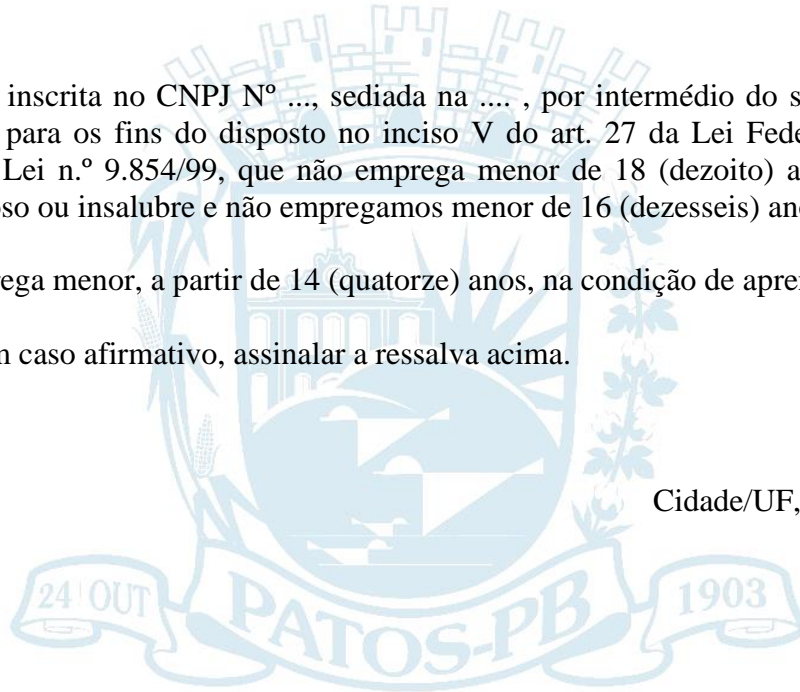 inscrita no CNPJ Nº ..., sediada na .... , por intermédio do s
para os fins do disposto no inciso V do art. 27 da Lei Fede
Lei n.º 9.854/99, que não emprega menor de 18 (dezoito) a
oso ou insalubre e não empregamos menor de 16 (dezesseis) ano
rega menor, a partir de 14 (quatorze) anos, na condição de apre
n caso afirmativo, assinalar a ressalva acima.
Cidade/UF,
24 OUT
PATOS-PB
1903